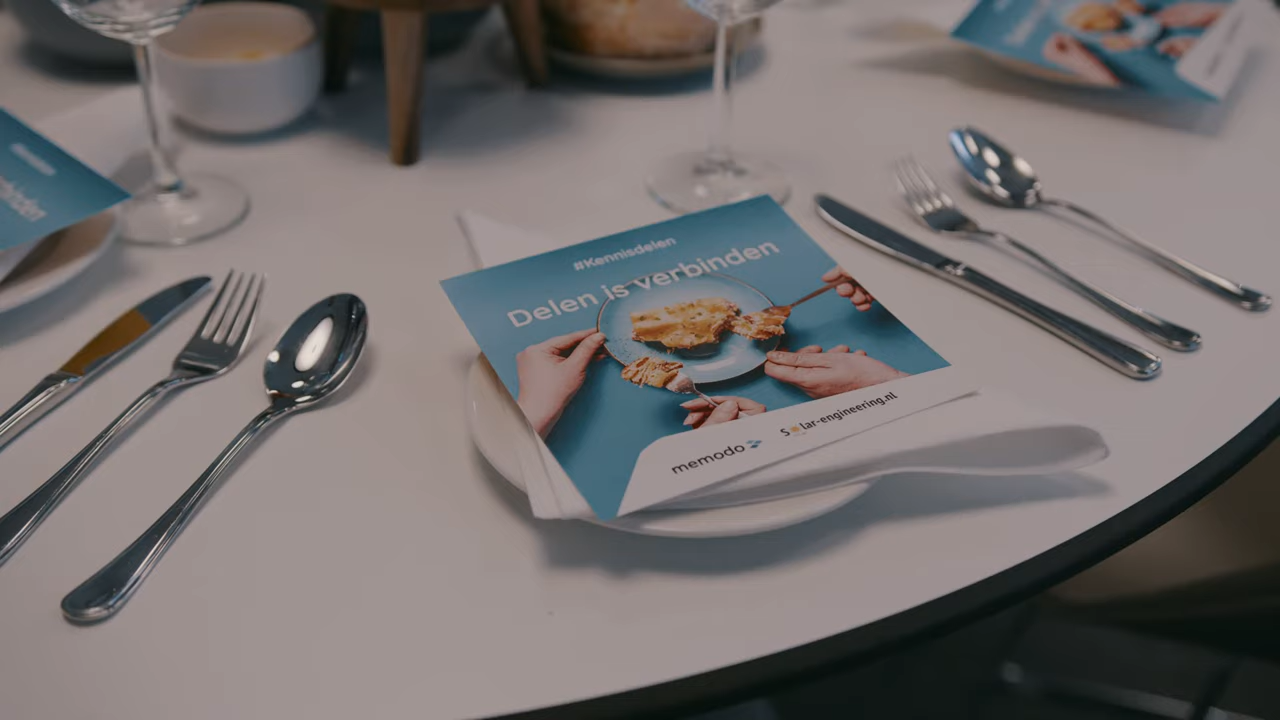 #Kennisdelen
Delen is verbinden
memodo
Solar-engineering.nl